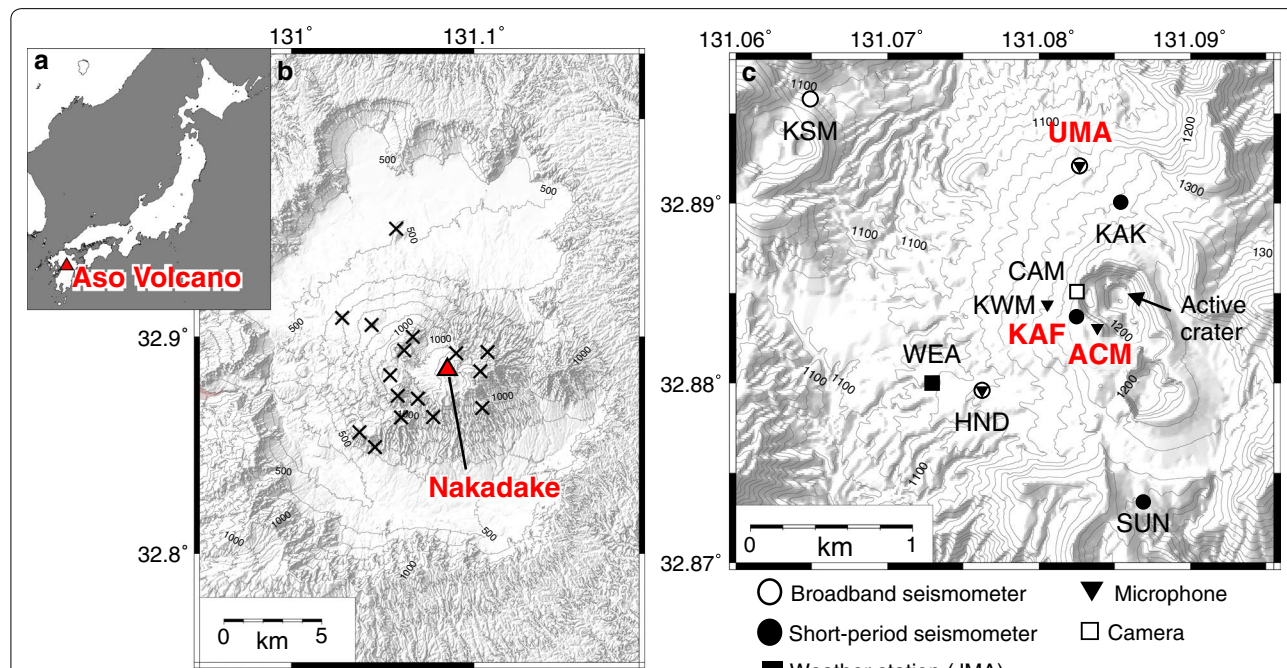 a
Aso Volcano
131˚
131.1˚
b
32.9˚
32.8˚
500
500
500
1000
1000
1000
1000
1000
500
500
500
1000
1000
1000
Nakadake
0
5
km
131.06˚
131.07˚
131.08˚
131.09˚
c
32.89˚
32.88˚
32.87˚
1100
KSM
1100
UMA
1200
1300
KAK
1100
1100
CAM
KWM
Active
crater
KAF
ACM
1200
WEA
1100
1100
HND
1200
1100
SUN
0
1
km
Broadband seismometer
Microphone
Short-period seismometer
Camera